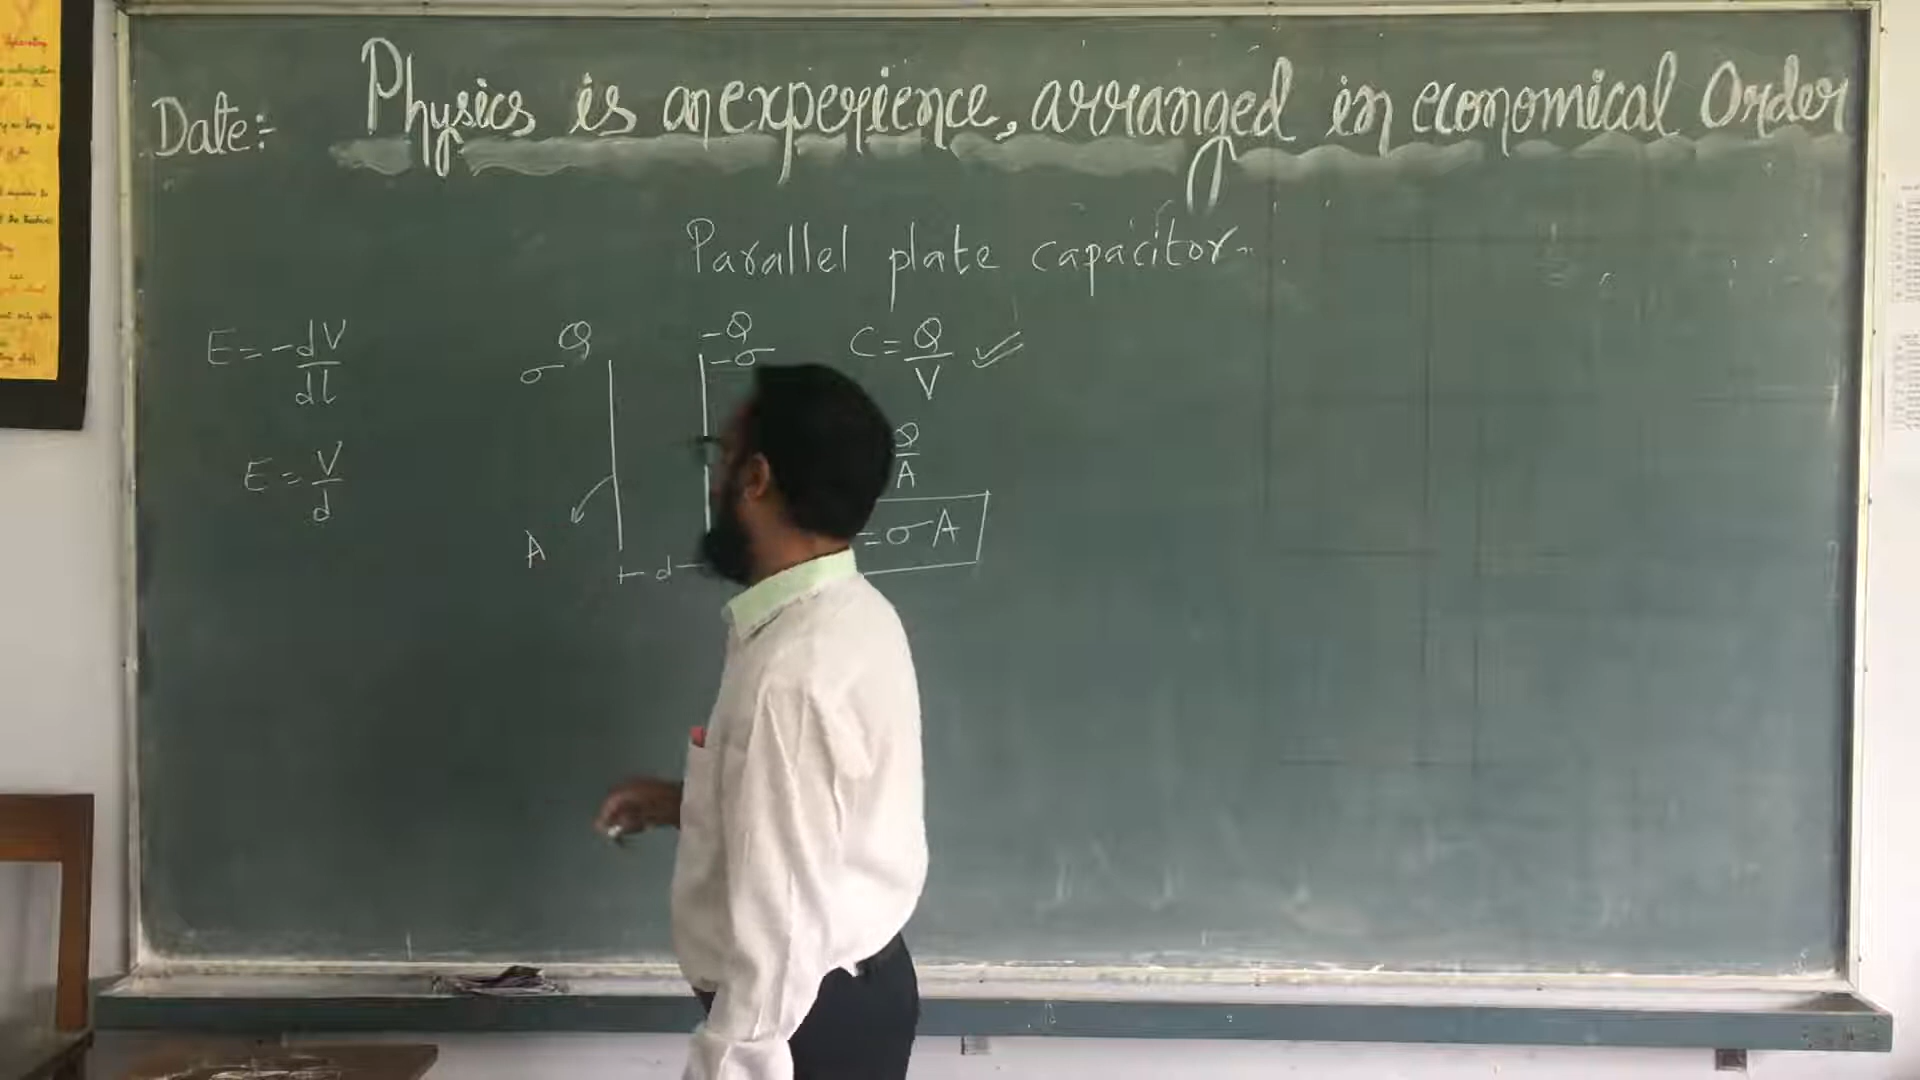 Date:- Physics is an experience, arranged in economical Order
Parallel plate capacitor
E = -dV/dl
E = V/d
Q
σ
-Q
-σ
A
d
C = Q/V
Q/A
= σA